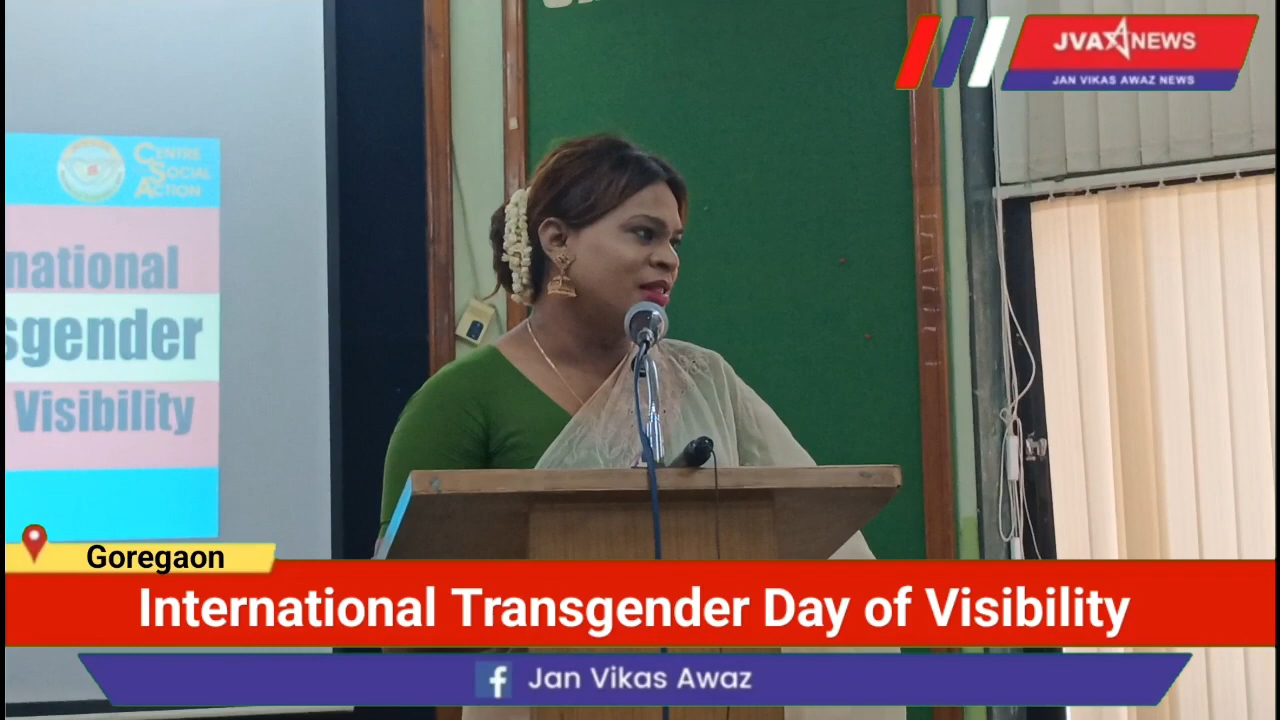 JVA NEWS
JAN VIKAS AWAZ NEWS
CENTRE
SOCIAL
ACTION
national
sgender
Visibility
Goregaon
International Transgender Day of Visibility
f Jan Vikas Awaz